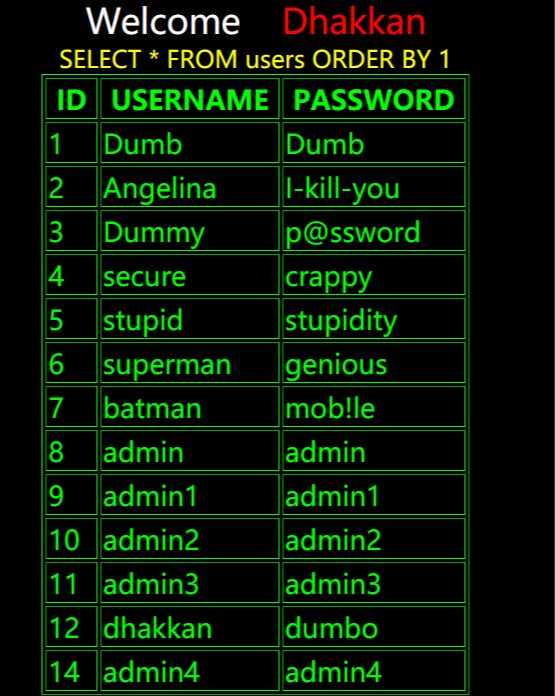 Welcome Dhakkan
SELECT * FROM users ORDER BY 1
ID USERNAME PASSWORD
1 Dumb Dumb
2 Angelina I-kill-you
3 Dummy p@ssword
4 secure crappy
5 stupid stupidity
6 superman genious
7 batman mob!le
8 admin admin
9 admin1 admin1
10 admin2 admin2
11 admin3 admin3
12 dhakkan dumbo
14 admin4 admin4